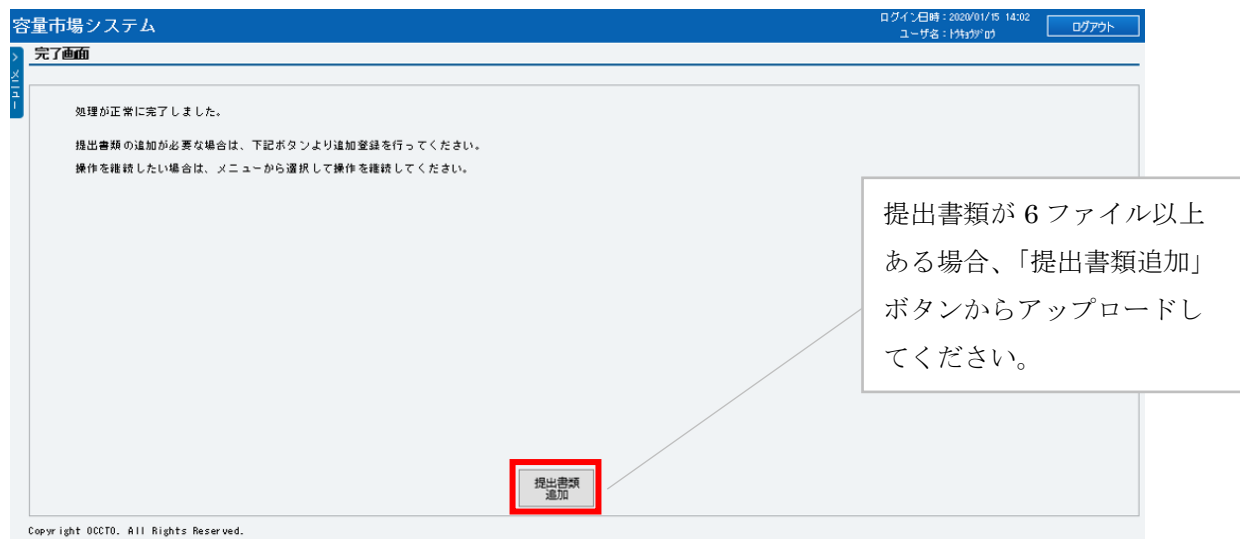 容量市場システム
ログイン日時：2020/01/15 14:02
ユーザ名：ﾄｳｷｮｳｼﾞﾛｳ
ログアウト
> メニュー
完了画面
処理が正常に完了しました。
提出書類の追加が必要な場合は、下記ボタンより追加登録を行ってください。
操作を継続したい場合は、メニューから選択して操作を継続してください。
提出書類が 6 ファイル以上
ある場合、「提出書類追加」
ボタンからアップロードし
てください。
提出書類
追加
Copyright OCCTO. All Rights Reserved.